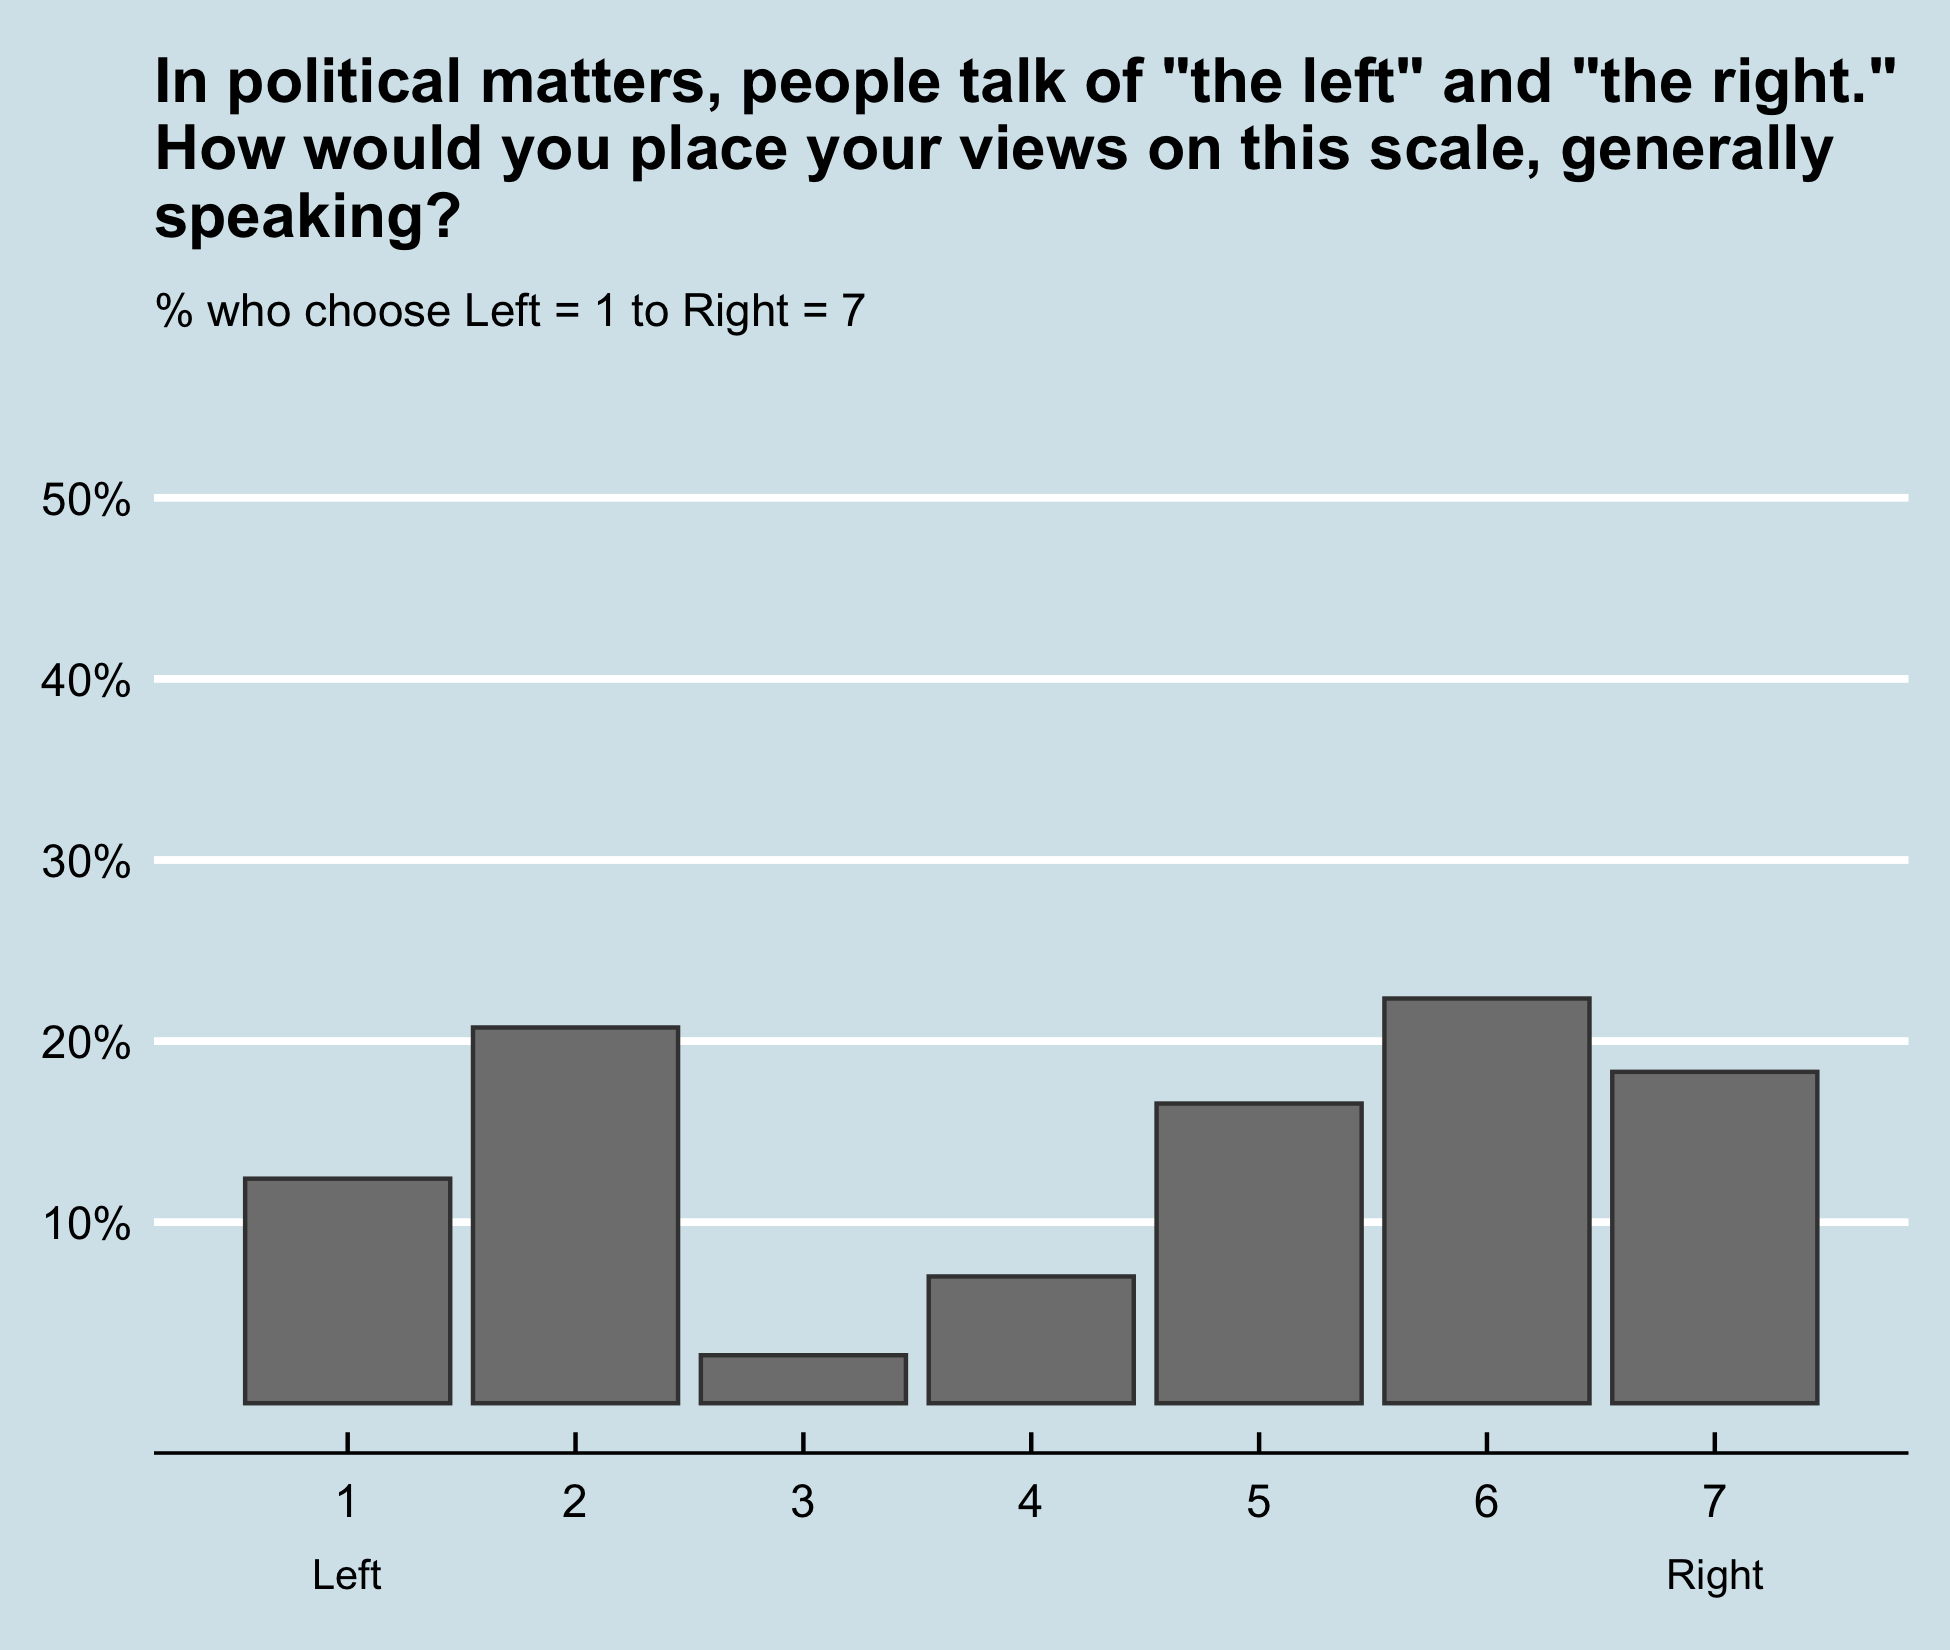 In political matters, people talk of "the left" and "the right."
How would you place your views on this scale, generally
speaking?
% who choose Left = 1 to Right = 7
50%
40%
30%
20%
10%
1 2 3 4 5 6 7
Left Right